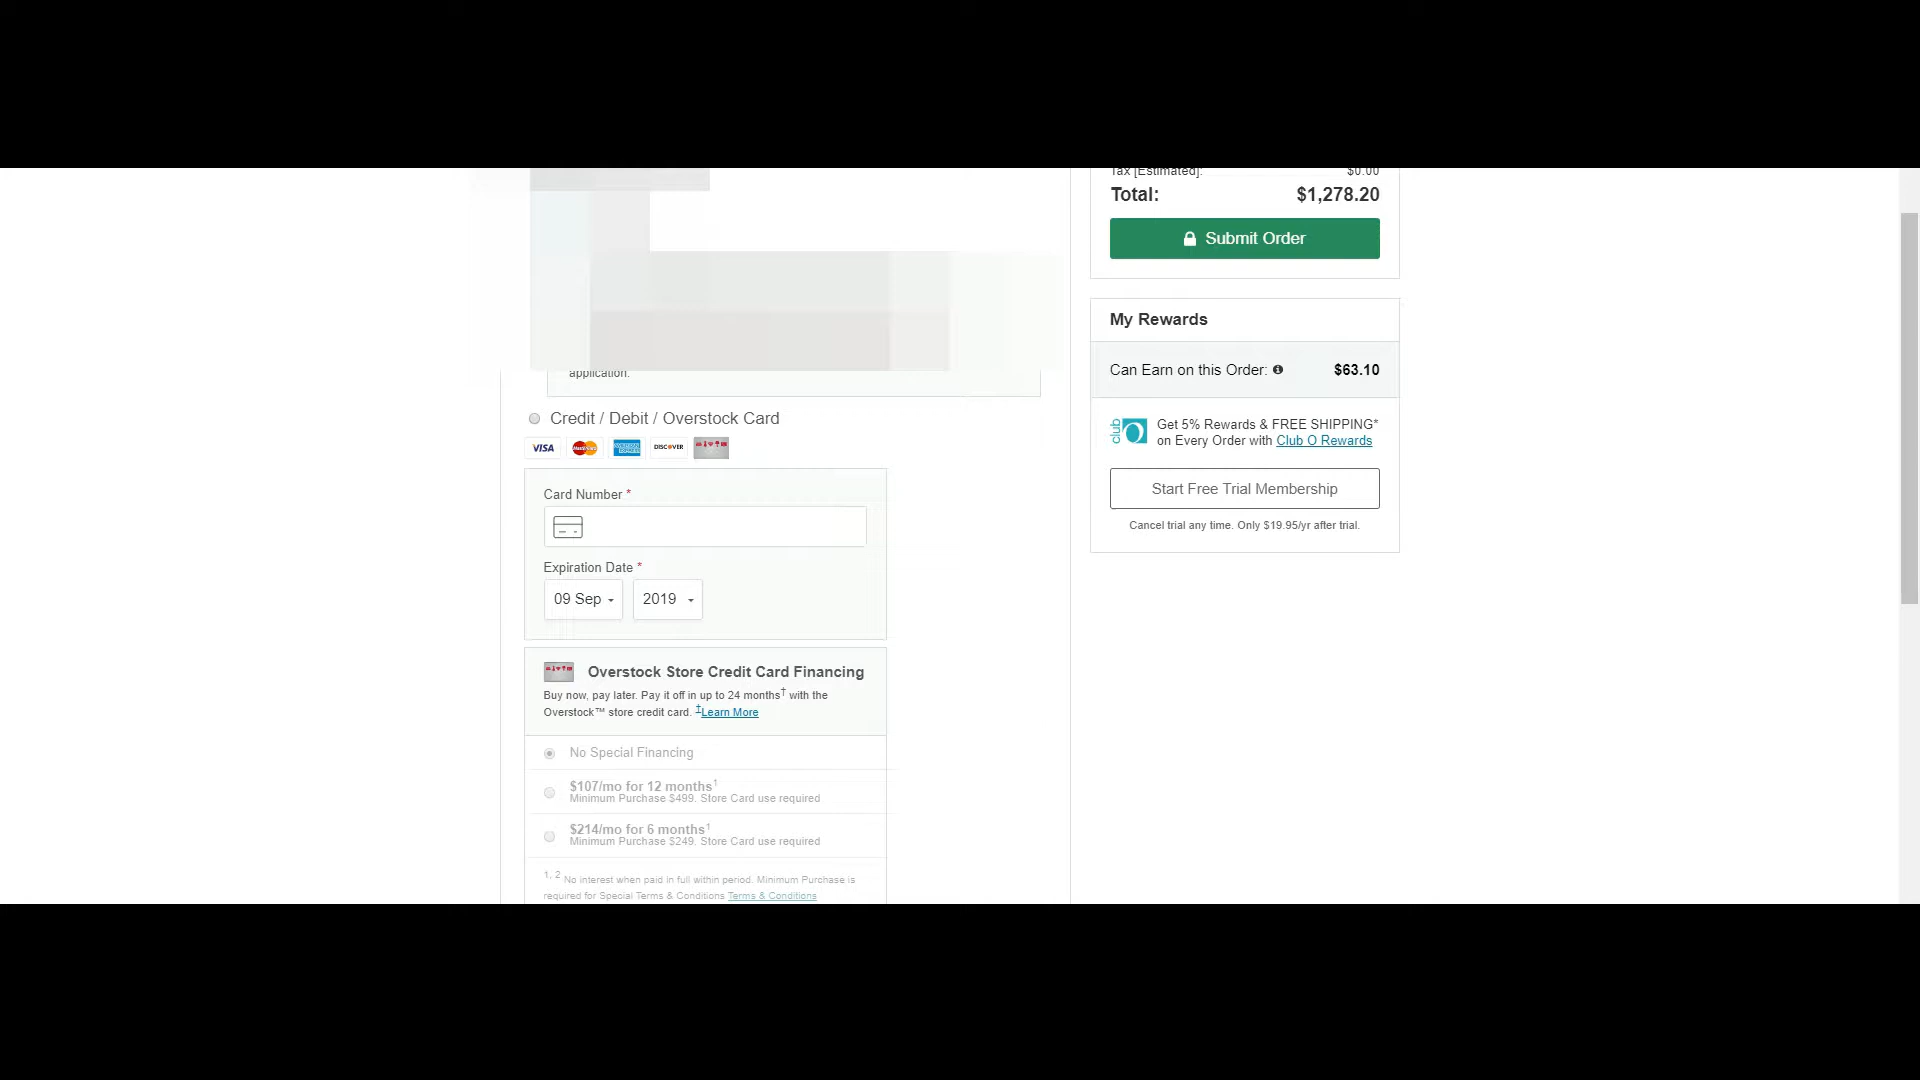 Tax [Estimated]: $0.00
Total: $1,278.20
Submit Order
My Rewards
Can Earn on this Order: $63.10
club O
Get 5% Rewards & FREE SHIPPING*
on Every Order with Club O Rewards
Start Free Trial Membership
Cancel trial any time. Only $19.95/yr after trial.
application.
Credit / Debit / Overstock Card
VISA MasterCard AMERICAN EXPRESS DISCOVER
Card Number *
Expiration Date *
09 Sep 2019
Overstock Store Credit Card Financing
Buy now, pay later. Pay it off in up to 24 months† with the
Overstock™ store credit card. ‡Learn More
No Special Financing
$107/mo for 12 months1
Minimum Purchase $499. Store Card use required
$214/mo for 6 months1
Minimum Purchase $249. Store Card use required
1, 2 No interest when paid in full within period. Minimum Purchase is
required for Special Terms & Conditions Terms & Conditions